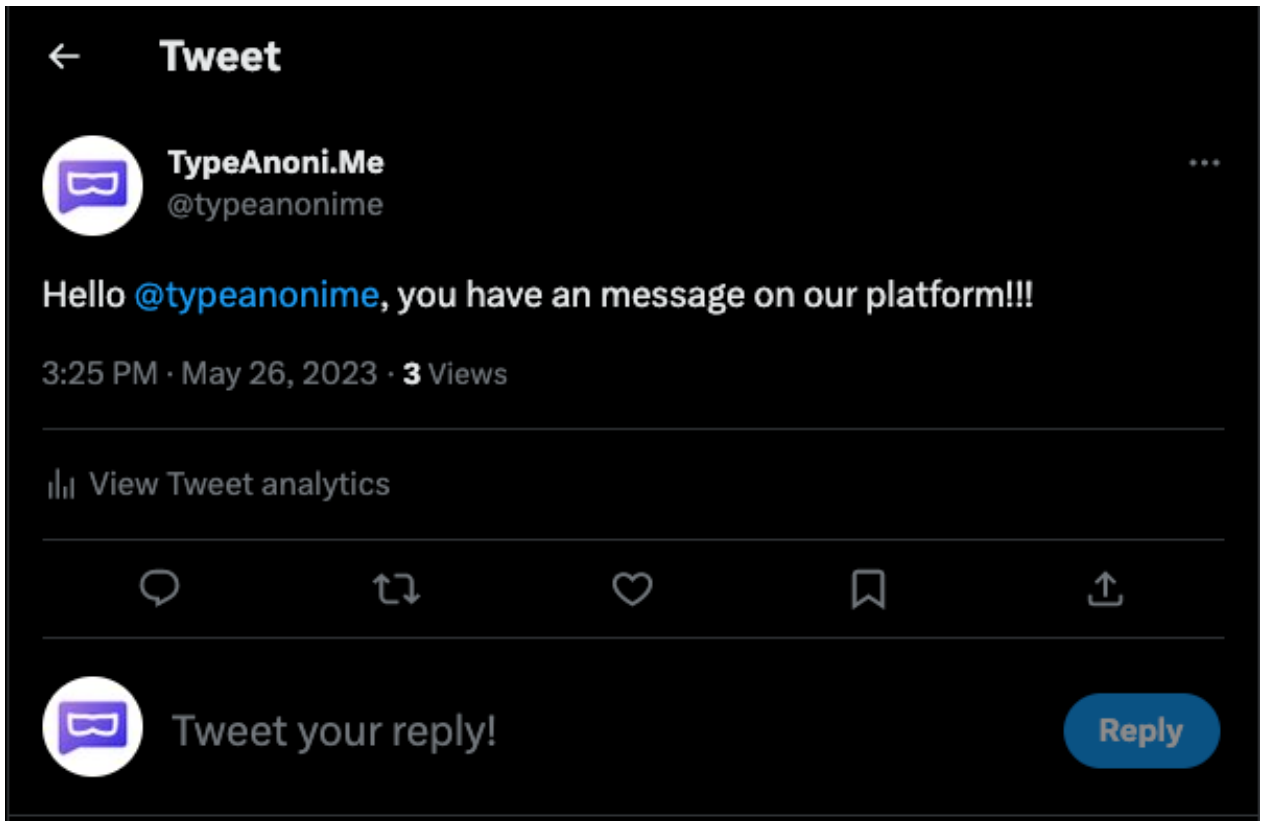 Tweet
TypeAnoni.Me
@typeanonime
Hello @typeanonime, you have an message on our platform!!!
3:25 PM · May 26, 2023 · 3 Views
View Tweet analytics
Tweet your reply!
Reply